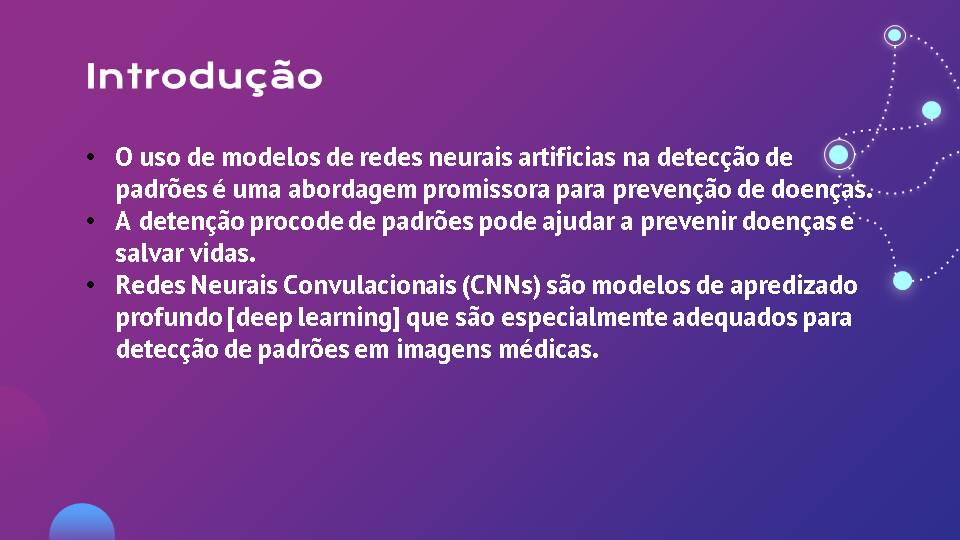 Introdução
• O uso de modelos de redes neurais artificias na detecção de
padrões é uma abordagem promissora para prevenção de doenças.
• A detenção procode de padrões pode ajudar a prevenir doenças e
salvar vidas.
• Redes Neurais Convulacionais (CNNs) são modelos de apredizado
profundo [deep learning] que são especialmente adequados para
detecção de padrões em imagens médicas.